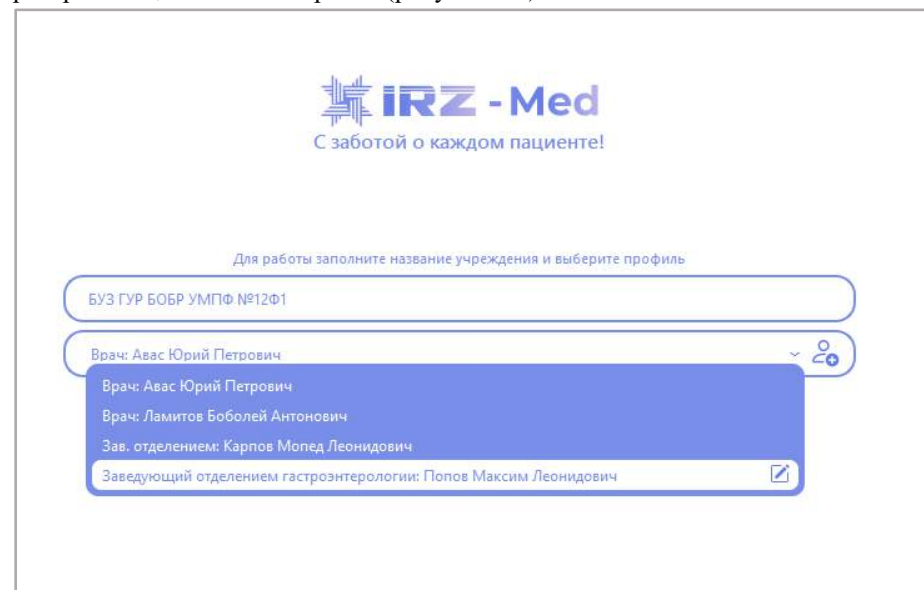 IRZ - Med
С заботой о каждом пациенте!
Для работы заполните название учреждения и выберите профиль
БУЗ ГУР БОБР УМПФ №12Ф1
Врач: Авас Юрий Петрович
Врач: Авас Юрий Петрович
Врач: Ламитов Боболей Антонович
Зав. отделением: Карпов Мопед Леонидович
Заведующий отделением гастроэнтерологии: Попов Максим Леонидович